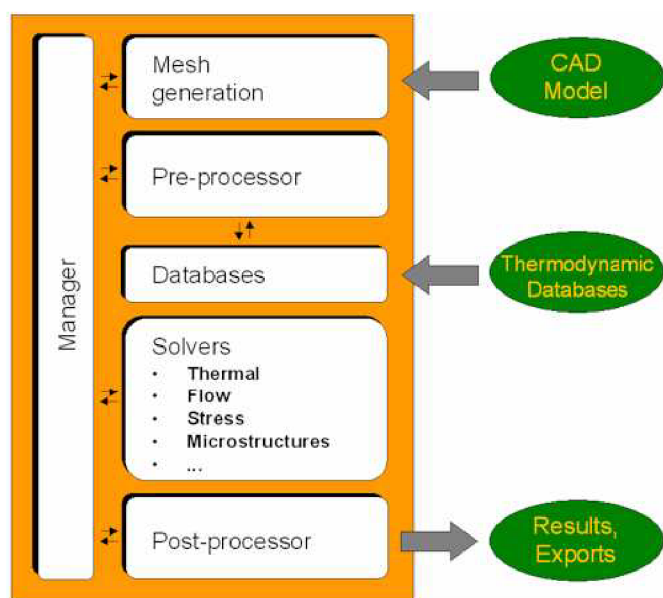 Manager
Mesh
generation
Pre-processor
Databases
Solvers
• Thermal
• Flow
• Stress
• Microstructures
• ...
Post-processor
CAD
Model
Thermodynamic
Databases
Results,
Exports